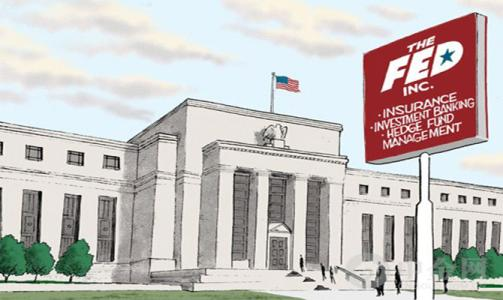 THE
FED
INC.
· INSURANCE
· INVESTMENT BANKING
· HEDGE FUND
MANAGEMENT